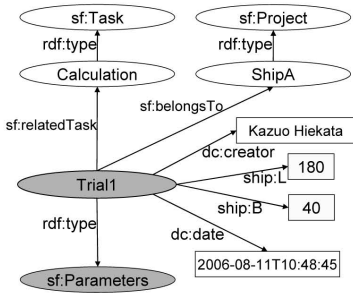 sf:Task
sf:Project
rdf:type
rdf:type
Calculation
ShipA
sf:belongsTo
sf:relatedTask
Kazuo Hiekata
dc:creator
180
ship:L
Trial1
ship:B
40
rdf:type
dc:date
2006-08-11T10:48:45
sf:Parameters